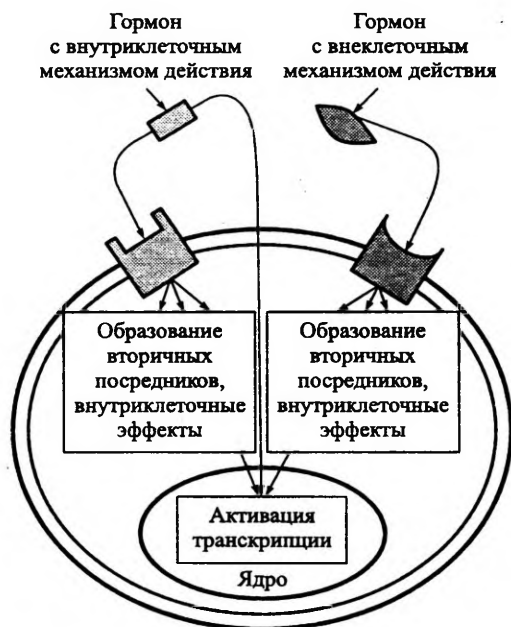 Гормон
с внутриклеточным
механизмом действия
Гормон
с внеклеточным
механизмом действия
Образование
вторичных
посредников,
внутриклеточные
эффекты
Образование
вторичных
посредников,
внутриклеточные
эффекты
Активация
транскрипции
Ядро